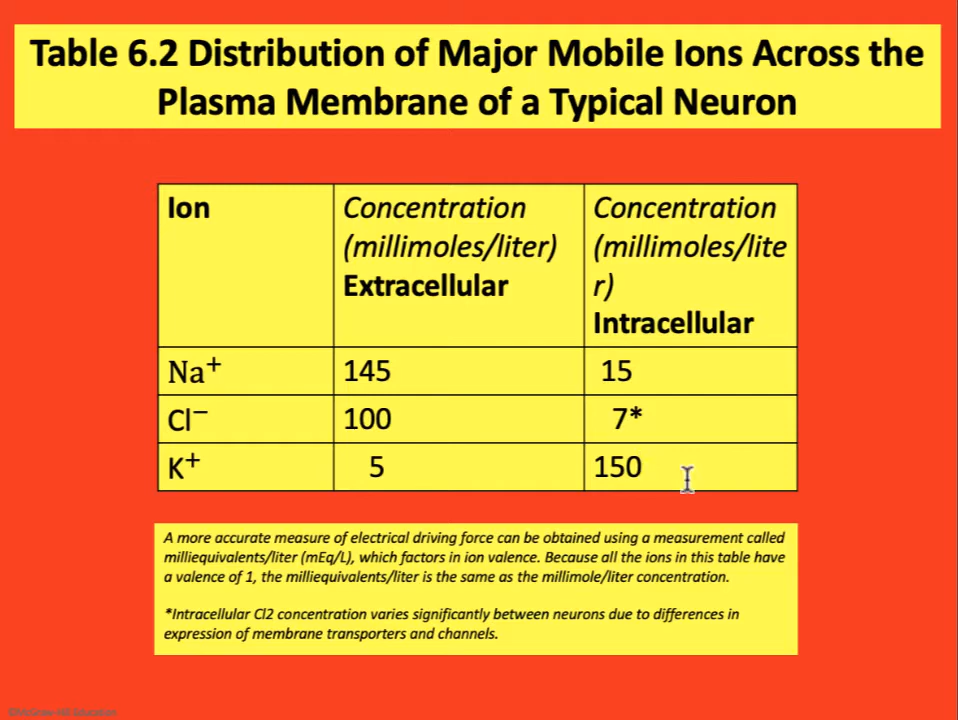 Table 6.2 Distribution of Major Mobile Ions Across the
Plasma Membrane of a Typical Neuron
Ion
Concentration
(millimoles/liter)
Extracellular
Concentration
(millimoles/lite
r)
Intracellular
Na⁺ 145 15
Cl⁻ 100 7*
K⁺ 5 150
A more accurate measure of electrical driving force can be obtained using a measurement called
milliequivalents/liter (mEq/L), which factors in ion valence. Because all the ions in this table have
a valence of 1, the milliequivalents/liter is the same as the millimole/liter concentration.
*Intracellular Cl2 concentration varies significantly between neurons due to differences in
expression of membrane transporters and channels.
©McGraw-Hill Education